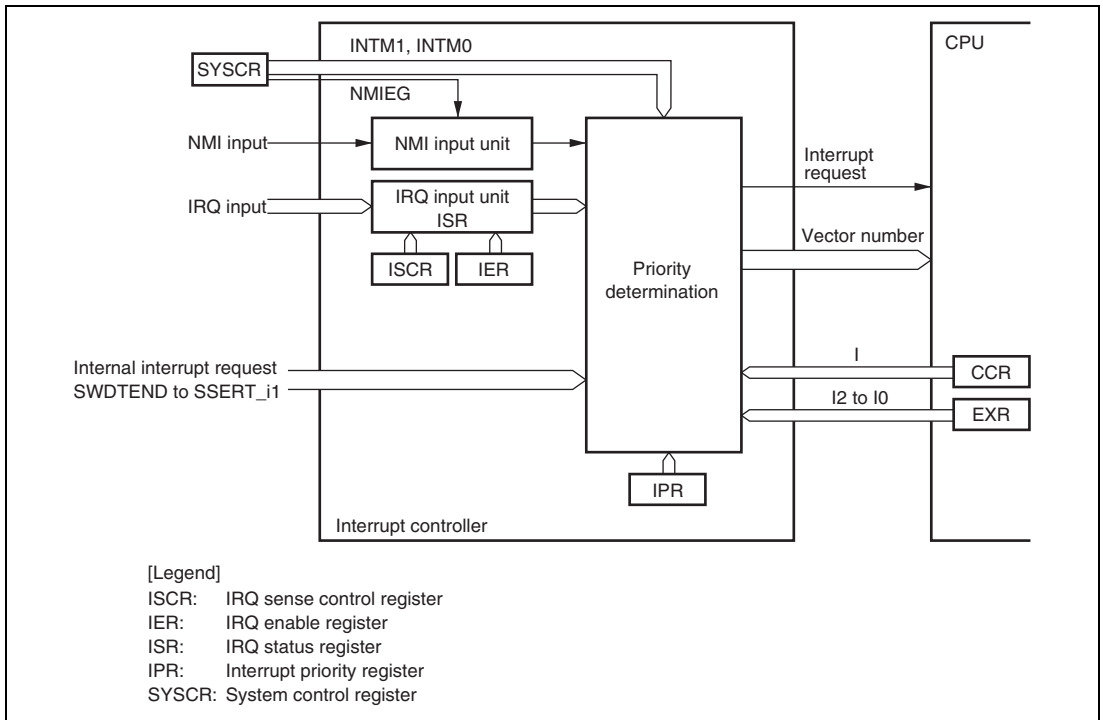 INTM1, INTM0
CPU
SYSCR
NMIEG
NMI input
NMI input unit
Interrupt
request
IRQ input
IRQ input unit
ISR
Vector number
ISCR
IER
Priority
determination
Internal interrupt request
SWDTEND to SSERT_i1
I
CCR
I2 to I0
EXR
IPR
Interrupt controller
[Legend]
ISCR: IRQ sense control register
IER: IRQ enable register
ISR: IRQ status register
IPR: Interrupt priority register
SYSCR: System control register